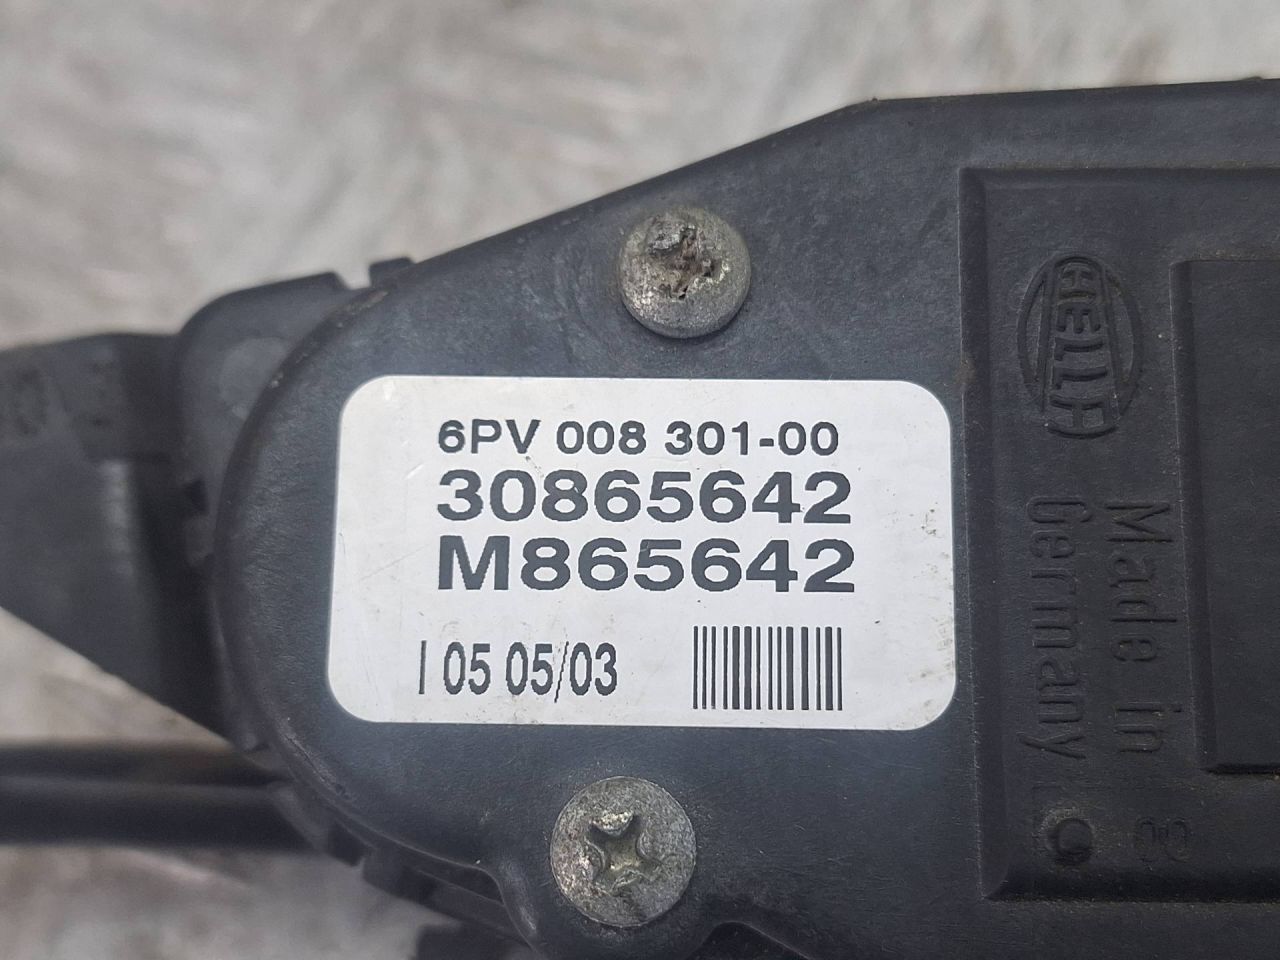 6PV 008 301-00
30865642
M865642
I 05 05/03
HELLA
Made in
Germany